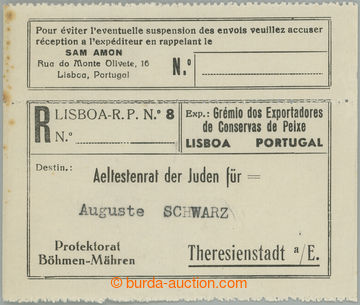 Pour éviter l'eventuelle suspension des envois veuillez accuser
réception a l'expéditeur en rappelant le
SAM AMON
Rua do Monte Olivete, 16
Lisboa, Portugal
N.º
R LISBOA-R. P. N.º 8
N.º
Exp.: Grémio dos Exportadores
de Conservas de Peixe
LISBOA PORTUGAL
Destin.:
Aeltestenrat der Juden für =
Auguste SCHWARZ
Protektorat
Böhmen-Mähren
Theresienstadt a/E.
burda-auction.com